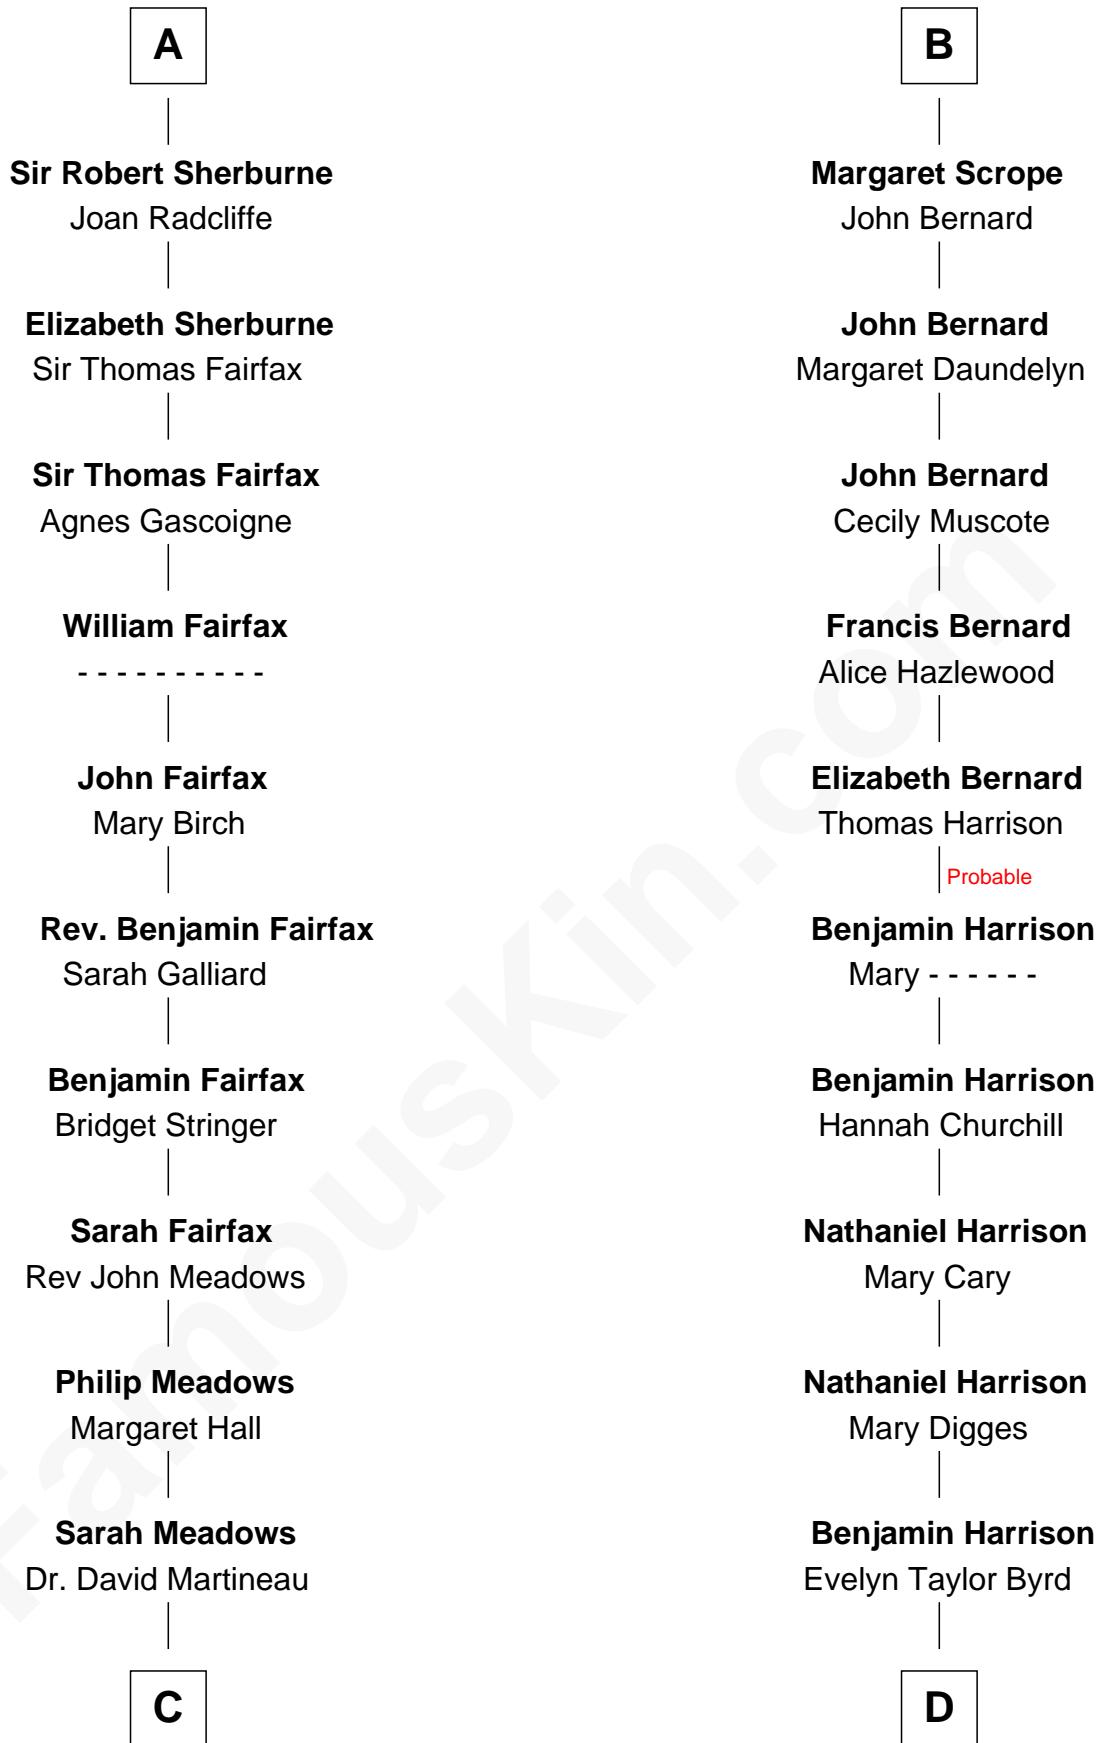 A
Sir Robert Sherburne
Joan Radcliffe
Elizabeth Sherburne
Sir Thomas Fairfax
Sir Thomas Fairfax
Agnes Gascoigne
William Fairfax
- - - - - - - - - -
John Fairfax
Mary Birch
Rev. Benjamin Fairfax
Sarah Galliard
Benjamin Fairfax
Bridget Stringer
Sarah Fairfax
Rev John Meadows
Philip Meadows
Margaret Hall
Sarah Meadows
Dr. David Martineau
C
B
Margaret Scrope
John Bernard
John Bernard
Margaret Daundelyn
John Bernard
Cecily Muscote
Francis Bernard
Alice Hazlewood
Elizabeth Bernard
Thomas Harrison
Probable
Benjamin Harrison
Mary - - - - - -
Benjamin Harrison
Hannah Churchill
Nathaniel Harrison
Mary Cary
Nathaniel Harrison
Mary Digges
Benjamin Harrison
Evelyn Taylor Byrd
D
FamousKin.com